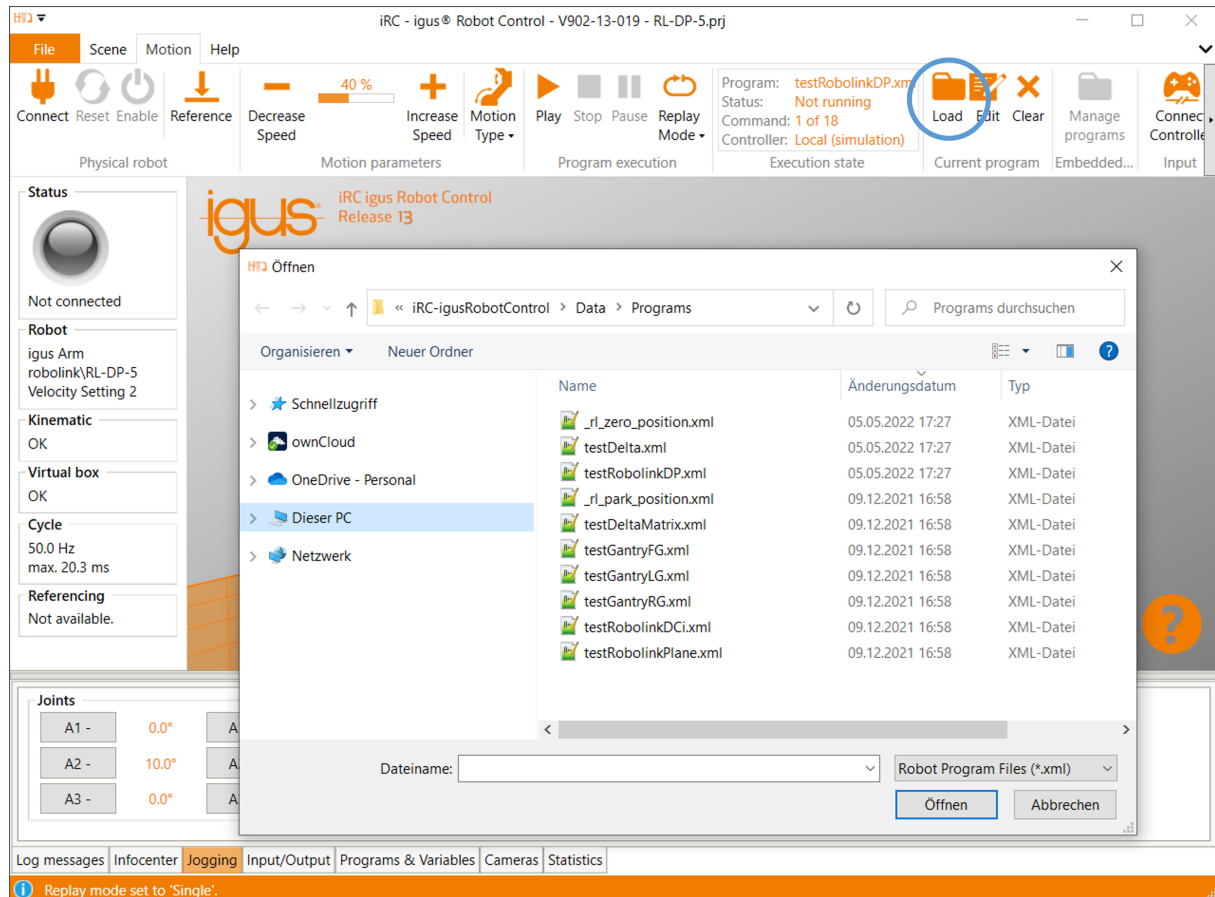 iRC - igus® Robot Control - V902-13-019 - RL-DP-5.prj
File Scene Motion Help
Connect Reset Enable Reference
Decrease Speed
40 %
Increase Speed
Motion Type
Play Stop Pause Replay Mode
Program: testRobolinkDP.xm
Status: Not running
Command: 1 of 18
Controller: Local (simulation)
Load Edit Clear
Manage programs
Connec
Controlle
Physical robot Motion parameters Program execution Execution state Current program Embedded... Input
Status
Not connected
Robot
igus Arm
robolink\RL-DP-5
Velocity Setting 2
Kinematic
OK
Virtual box
OK
Cycle
50.0 Hz
max. 20.3 ms
Referencing
Not available.
igus®
iRC igus Robot Control
Release 13
Öffnen
« iRC-igusRobotControl > Data > Programs
Programs durchsuchen
Organisieren Neuer Ordner
Schnellzugriff
ownCloud
OneDrive - Personal
Dieser PC
Netzwerk
Name Änderungsdatum Typ
_rl_zero_position.xml 05.05.2022 17:27 XML-Datei
testDelta.xml 05.05.2022 17:27 XML-Datei
testRobolinkDP.xml 05.05.2022 17:27 XML-Datei
_rl_park_position.xml 09.12.2021 16:58 XML-Datei
testDeltaMatrix.xml 09.12.2021 16:58 XML-Datei
testGantryFG.xml 09.12.2021 16:58 XML-Datei
testGantryLG.xml 09.12.2021 16:58 XML-Datei
testGantryRG.xml 09.12.2021 16:58 XML-Datei
testRobolinkDCi.xml 09.12.2021 16:58 XML-Datei
testRobolinkPlane.xml 09.12.2021 16:58 XML-Datei
Dateiname:
Robot Program Files (*.xml)
Öffnen Abbrechen
?
Joints
A1 - 0.0° A
A2 - 10.0° A
A3 - 0.0° A
Log messages Infocenter Jogging Input/Output Programs & Variables Cameras Statistics
Replay mode set to 'Single'.